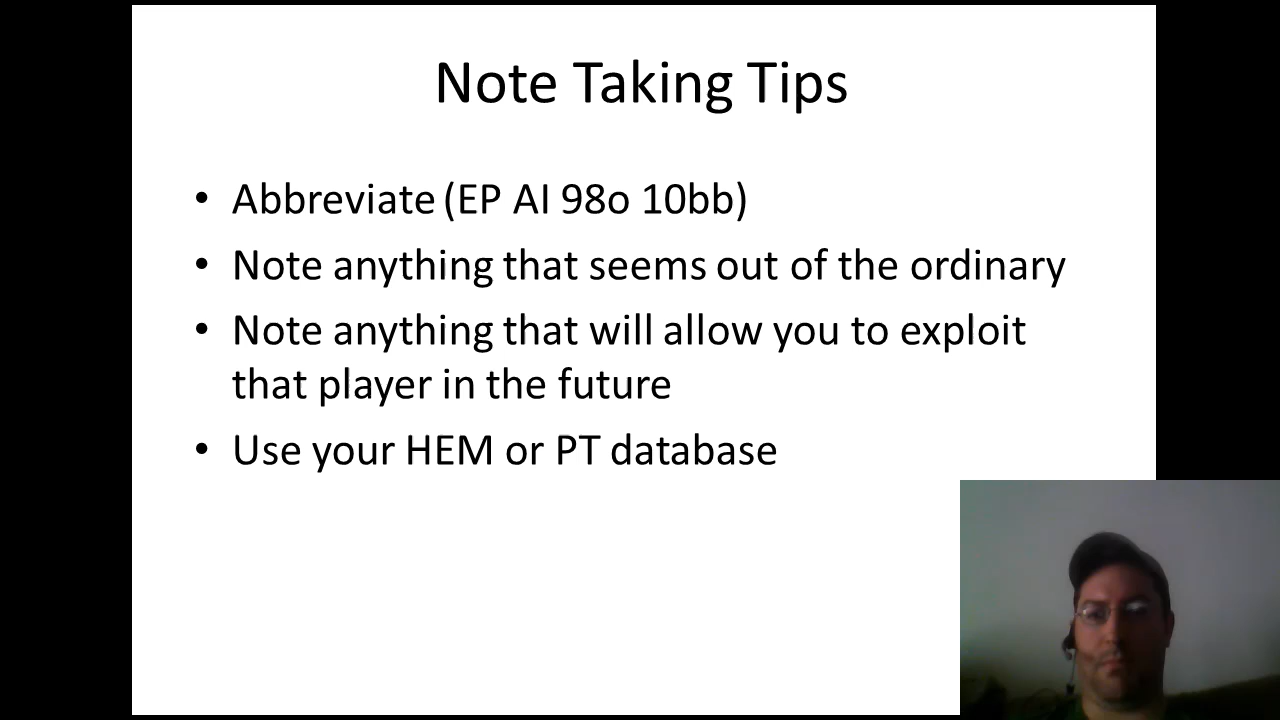 Note Taking Tips
• Abbreviate (EP AI 98o 10bb)
• Note anything that seems out of the ordinary
• Note anything that will allow you to exploit
that player in the future
• Use your HEM or PT database